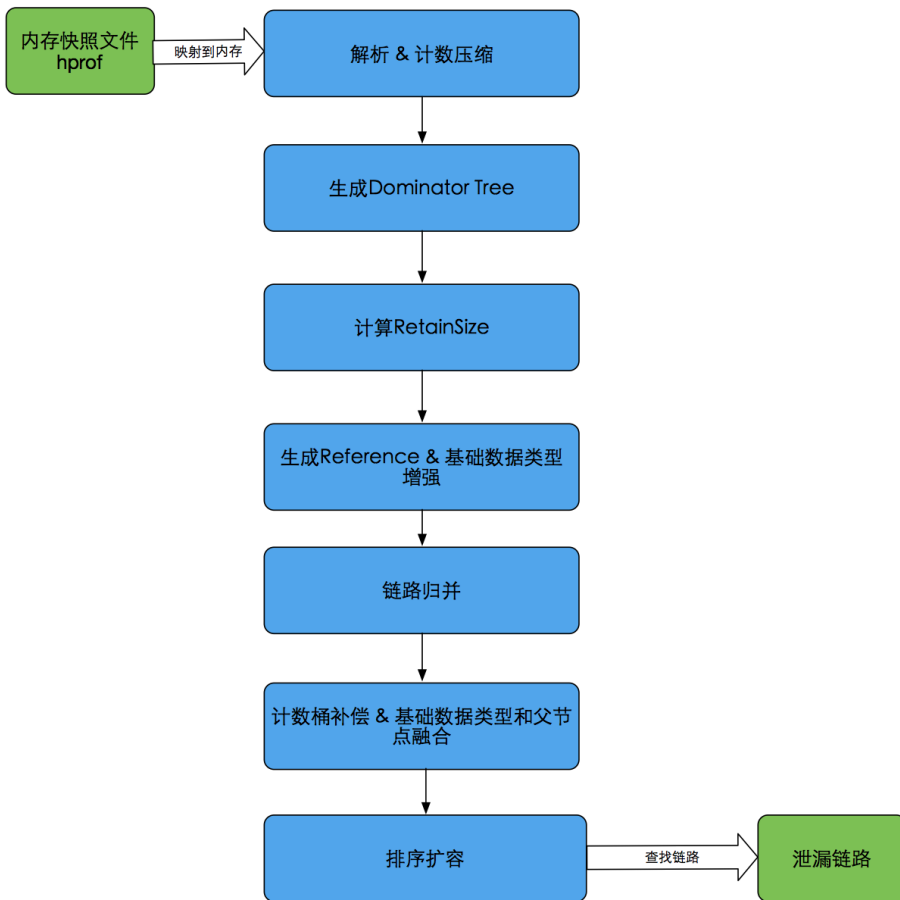 内存快照文件
hprof
映射到内存
解析 & 计数压缩
生成Dominator Tree
计算RetainSize
生成Reference & 基础数据类型
增强
链路归并
计数桶补偿 & 基础数据类型和父节
点融合
排序扩容
查找链路
泄漏链路